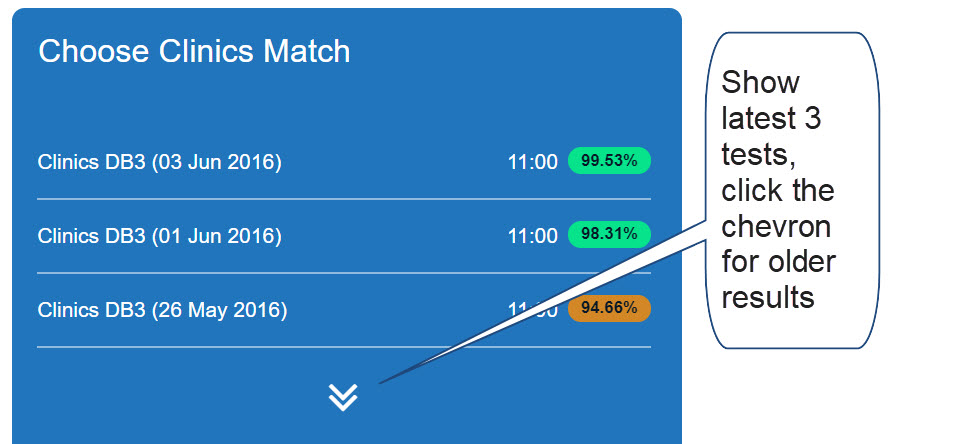 Choose Clinics Match
Clinics DB3 (03 Jun 2016) 11:00 99.53%
Clinics DB3 (01 Jun 2016) 11:00 98.31%
Clinics DB3 (26 May 2016) 11:00 94.66%
Show
latest 3
tests,
click the
chevron
for older
results